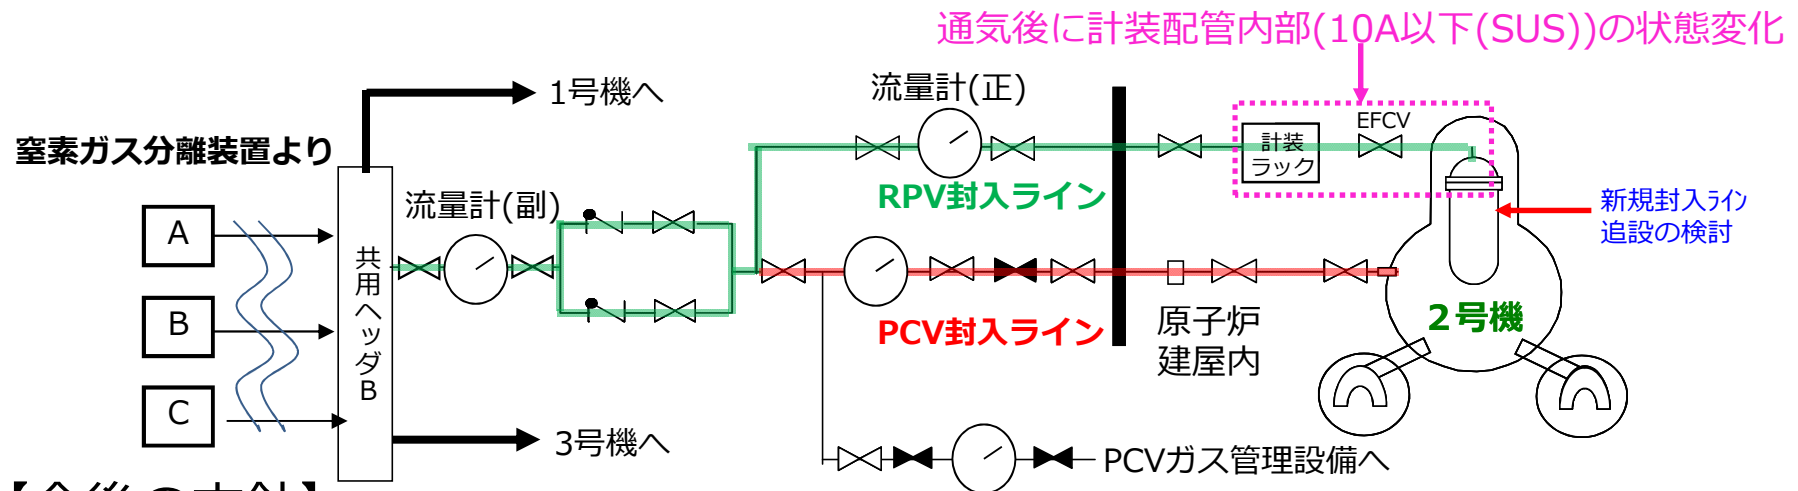 通気後に計装配管内部(10A以下(SUS))の状態変化
1号機へ
流量計(正)
窒素ガス分離装置より
EFCV
計装
ラック
A
流量計(副)
RPV封入ライン
新規封入ライン
追設の検討
共用ヘッダB
B
PCV封入ライン
原子炉
建屋内
2号機
C
3号機へ
PCVガス管理設備へ